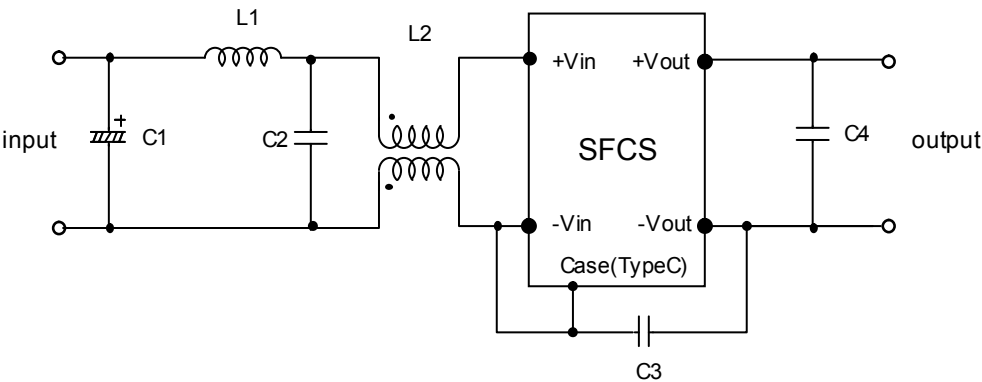 L1
L2
+Vin
+Vout
input
+
C1
C2
SFCS
C4
output
-Vin
-Vout
Case(TypeC)
C3